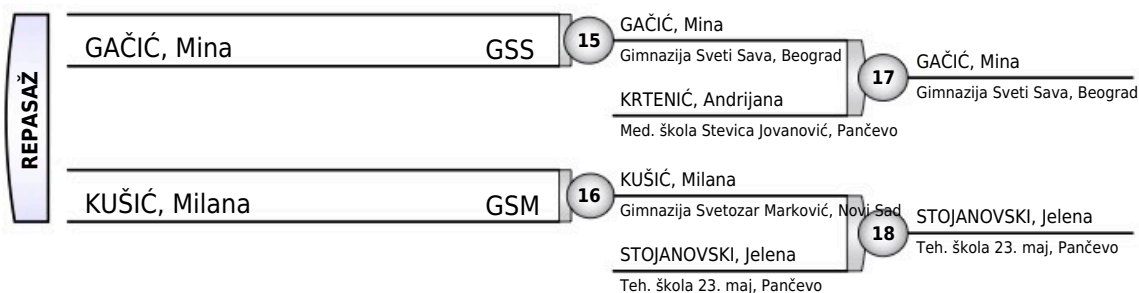 REPASAŽ
GAČIĆ, Mina GSS
15
GAČIĆ, Mina
Gimnazija Sveti Sava, Beograd
KRTENIĆ, Andrijana
Med. škola Stevica Jovanović, Pančevo
17
GAČIĆ, Mina
Gimnazija Sveti Sava, Beograd
KUŠIĆ, Milana GSM
16
KUŠIĆ, Milana
Gimnazija Svetozar Marković, Novi Sad
STOJANOVSKI, Jelena
Teh. škola 23. maj, Pančevo
18
STOJANOVSKI, Jelena
Teh. škola 23. maj, Pančevo